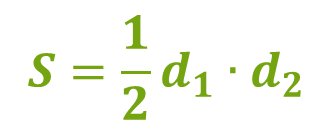 S = 1/2 d₁ · d₂